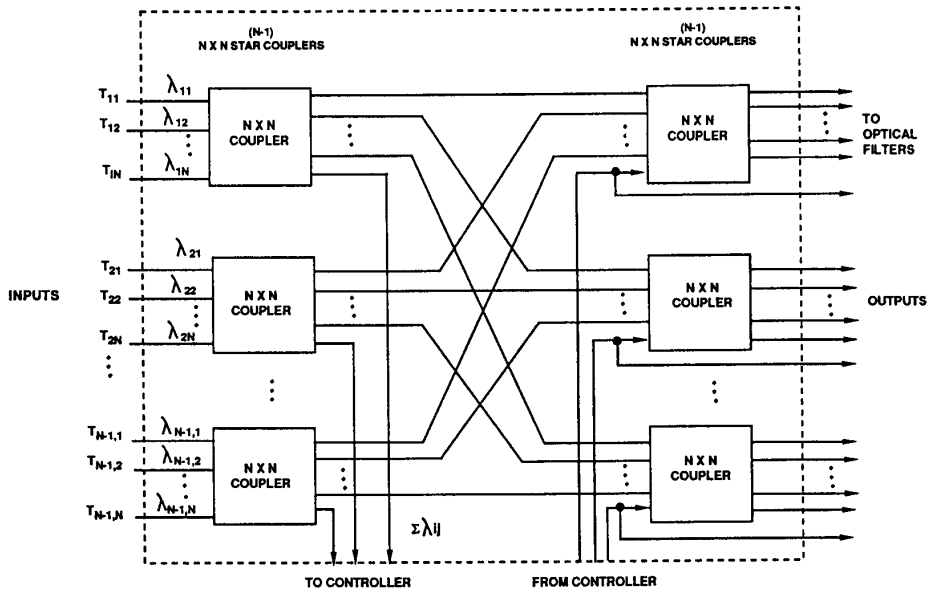 (N-1)
N X N STAR COUPLERS
(N-1)
N X N STAR COUPLERS
T11 λ11
T12 λ12
TIN λ1N
N X N
COUPLER
N X N
COUPLER
TO
OPTICAL
FILTERS
INPUTS
T21 λ21
T22 λ22
T2N λ2N
N X N
COUPLER
N X N
COUPLER
OUTPUTS
TN-1,1 λN-1,1
TN-1,2 λN-1,2
TN-1,N λN-1,N
N X N
COUPLER
N X N
COUPLER
Σλij
TO CONTROLLER
FROM CONTROLLER